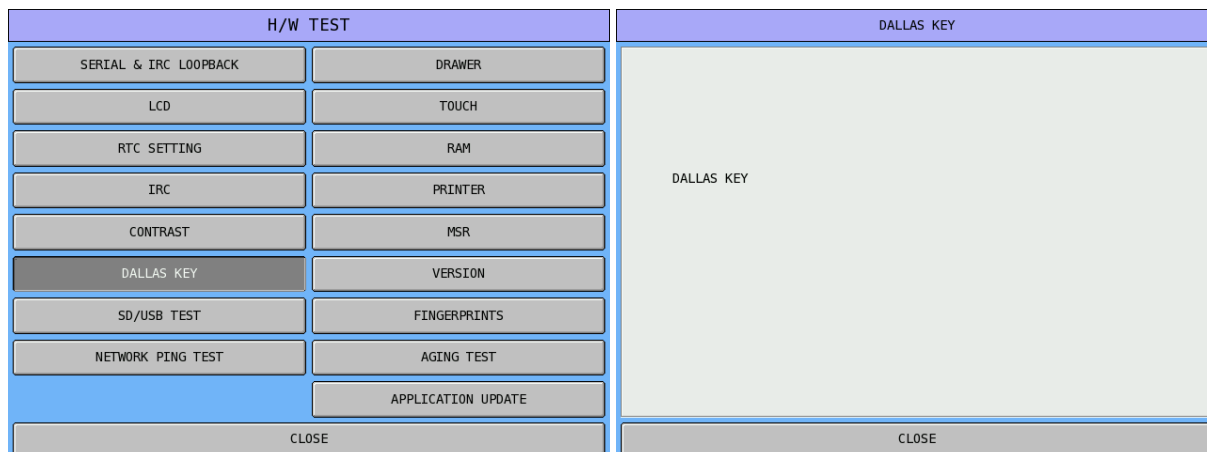 H/W TEST
SERIAL & IRC LOOPBACK
DRAWER
LCD
TOUCH
RTC SETTING
RAM
IRC
PRINTER
CONTRAST
MSR
DALLAS KEY
VERSION
SD/USB TEST
FINGERPRINTS
NETWORK PING TEST
AGING TEST
APPLICATION UPDATE
CLOSE
DALLAS KEY
DALLAS KEY
CLOSE